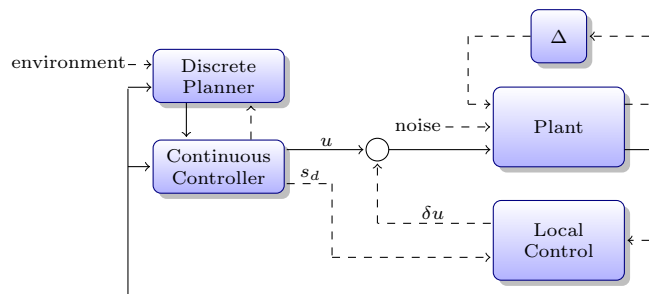 Δ
environment
Discrete
Planner
noise
Plant
u
Continuous
Controller
s_d
δu
Local
Control